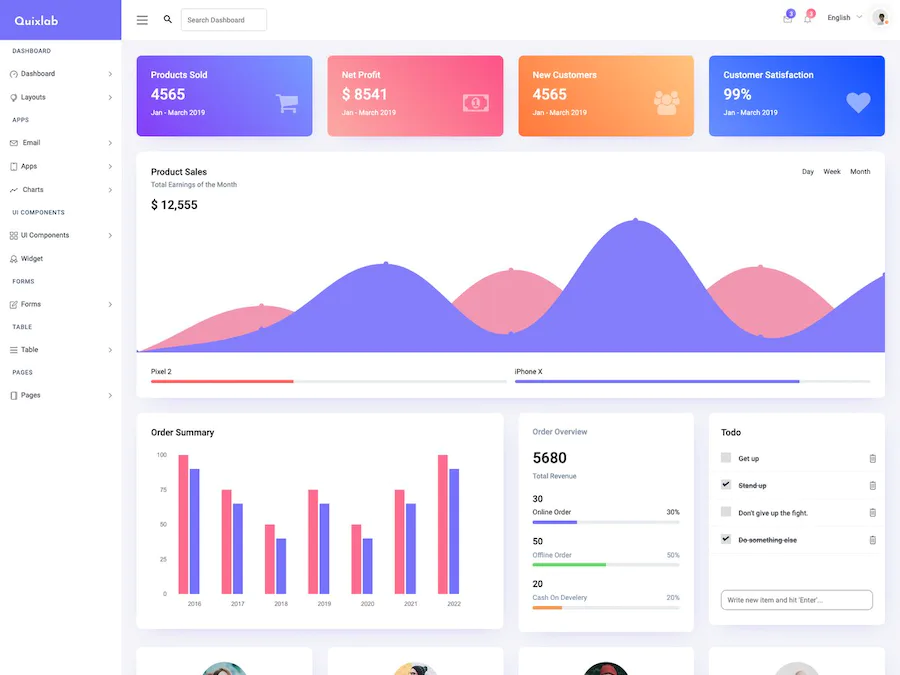 Quixlab
Search Dashboard
3
3
English
DASHBOARD
Dashboard
Layouts
APPS
Email
Apps
Charts
UI COMPONENTS
UI Components
Widget
FORMS
Forms
TABLE
Table
PAGES
Pages
Products Sold
4565
Jan - March 2019
Net Profit
$ 8541
Jan - March 2019
New Customers
4565
Jan - March 2019
Customer Satisfaction
99%
Jan - March 2019
Product Sales
Day Week Month
Total Earnings of the Month
$ 12,555
Pixel 2
iPhone X
Order Summary
100
75
50
25
0
2016 2017 2018 2019 2020 2021 2022
Order Overview
5680
Total Revenue
30
Online Order 30%
50
Offline Order 50%
20
Cash On Develery 20%
Todo
Get up
Stand up
Don't give up the fight.
Do something else
Write new item and hit 'Enter'...